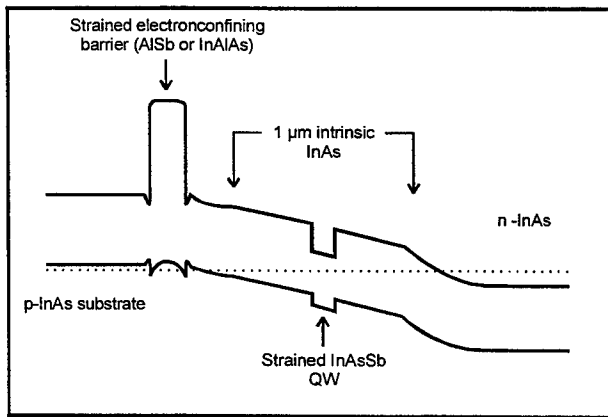 Strained electronconfining
barrier (AlSb or InAlAs)
1 µm intrinsic
InAs
n -InAs
p-InAs substrate
Strained InAsSb
QW